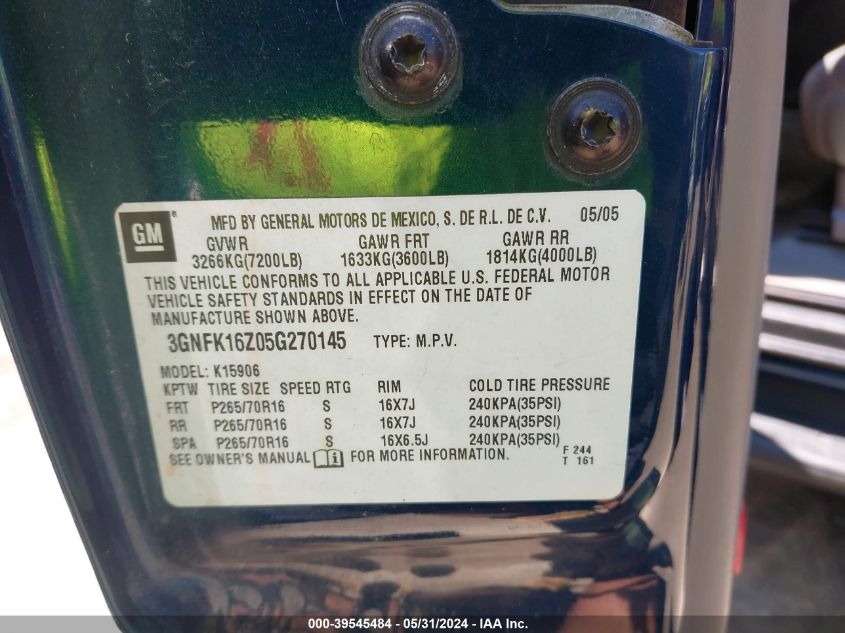 GM ® MFD BY GENERAL MOTORS DE MEXICO, S. DE R.L. DE C.V. 05/05
GVWR GAWR FRT GAWR RR
3266KG(7200LB) 1633KG(3600LB) 1814KG(4000LB)
THIS VEHICLE CONFORMS TO ALL APPLICABLE U.S. FEDERAL MOTOR
VEHICLE SAFETY STANDARDS IN EFFECT ON THE DATE OF
MANUFACTURE SHOWN ABOVE.
3GNFK16Z05G270145 TYPE: M.P.V.
MODEL: K15906
KPTW TIRE SIZE SPEED RTG RIM COLD TIRE PRESSURE
FRT P265/70R16 S 16X7J 240KPA(35PSI)
RR P265/70R16 S 16X7J 240KPA(35PSI)
SPA P265/70R16 S 16X6.5J 240KPA(35PSI)
SEE OWNER'S MANUAL i FOR MORE INFORMATION. F 244
T 161
000-39545484 / 05/31/2024 - IAA Inc.